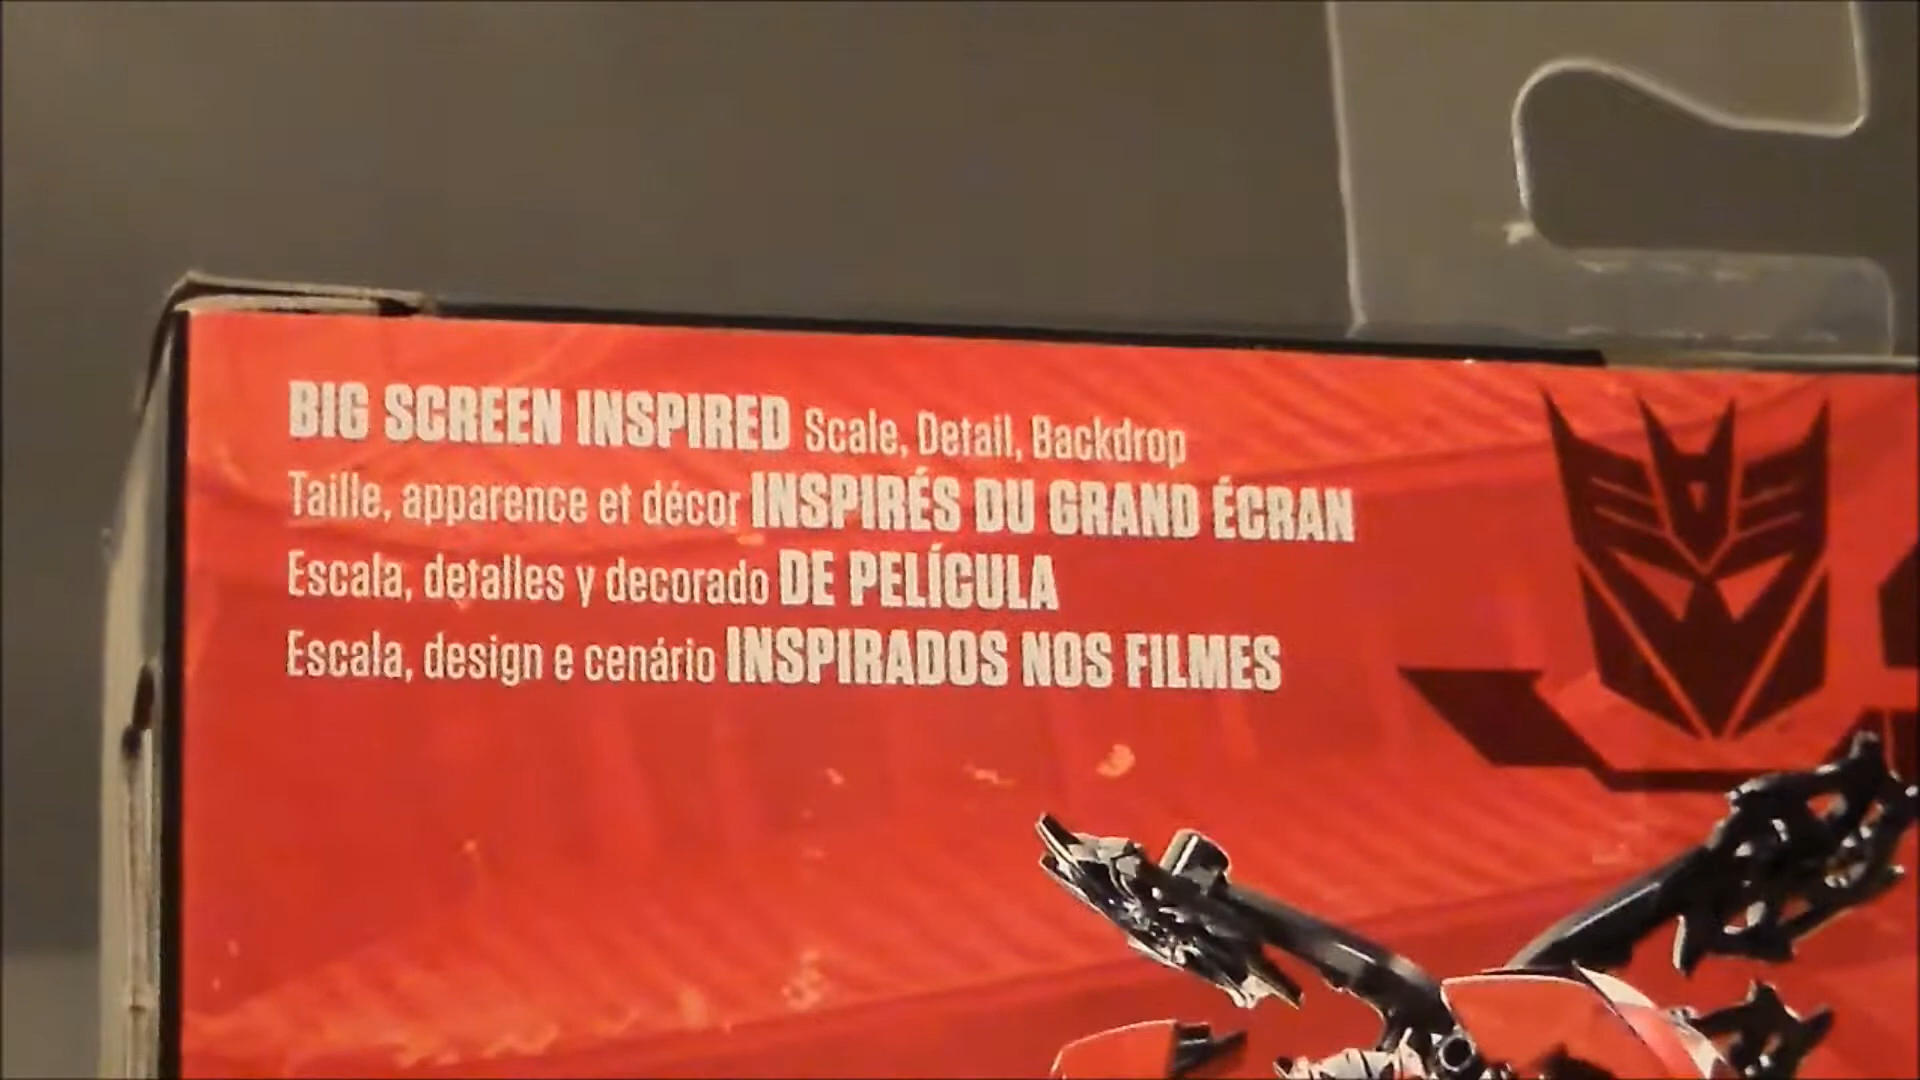 BIG SCREEN INSPIRED Scale, Detail, Backdrop
Taille, apparence et décor INSPIRÉS DU GRAND ÉCRAN
Escala, detalles y decorado DE PELÍCULA
Escala, design e cenário INSPIRADOS NOS FILMES